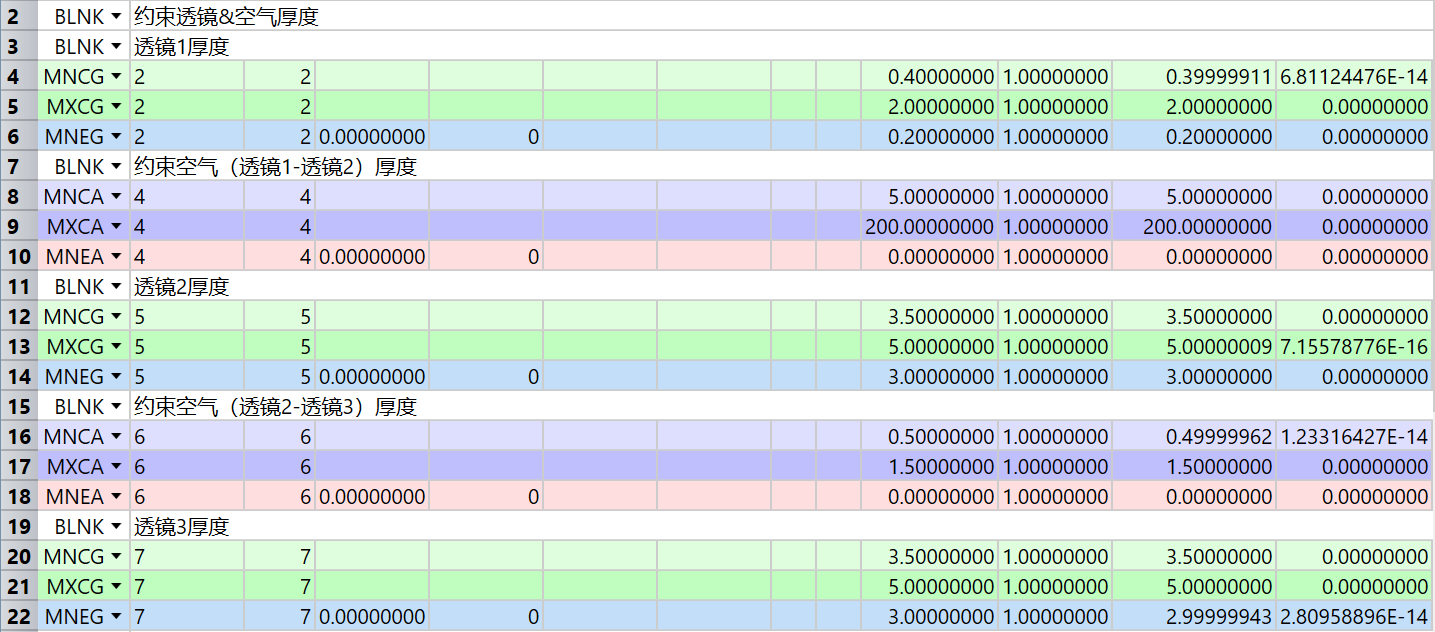 2 BLNK 约束透镜&空气厚度
3 BLNK 透镜1厚度
4 MNCG 2 2 0.40000000 1.00000000 0.39999911 6.81124476E-14
5 MXCG 2 2 2.00000000 1.00000000 2.00000000 0.00000000
6 MNEG 2 2 0.00000000 0 0.20000000 1.00000000 0.20000000 0.00000000
7 BLNK 约束空气（透镜1-透镜2）厚度
8 MNCA 4 4 5.00000000 1.00000000 5.00000000 0.00000000
9 MXCA 4 4 200.00000000 1.00000000 200.00000000 0.00000000
10 MNEA 4 4 0.00000000 0 0.00000000 1.00000000 0.00000000 0.00000000
11 BLNK 透镜2厚度
12 MNCG 5 5 3.50000000 1.00000000 3.50000000 0.00000000
13 MXCG 5 5 5.00000000 1.00000000 5.00000009 7.15578776E-16
14 MNEG 5 5 0.00000000 0 3.00000000 1.00000000 3.00000000 0.00000000
15 BLNK 约束空气（透镜2-透镜3）厚度
16 MNCA 6 6 0.50000000 1.00000000 0.49999962 1.23316427E-14
17 MXCA 6 6 1.50000000 1.00000000 1.50000000 0.00000000
18 MNEA 6 6 0.00000000 0 0.00000000 1.00000000 0.00000000 0.00000000
19 BLNK 透镜3厚度
20 MNCG 7 7 3.50000000 1.00000000 3.50000000 0.00000000
21 MXCG 7 7 5.00000000 1.00000000 5.00000000 0.00000000
22 MNEG 7 7 0.00000000 0 3.00000000 1.00000000 2.99999943 2.80958896E-14